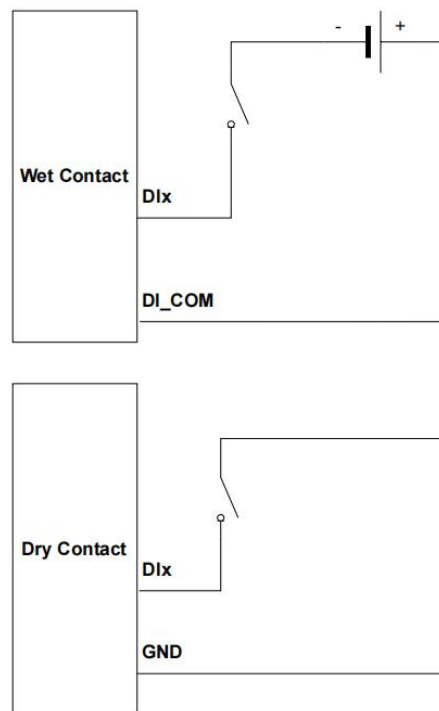 - +
Wet Contact
DIx
DI_COM
Dry Contact
DIx
GND